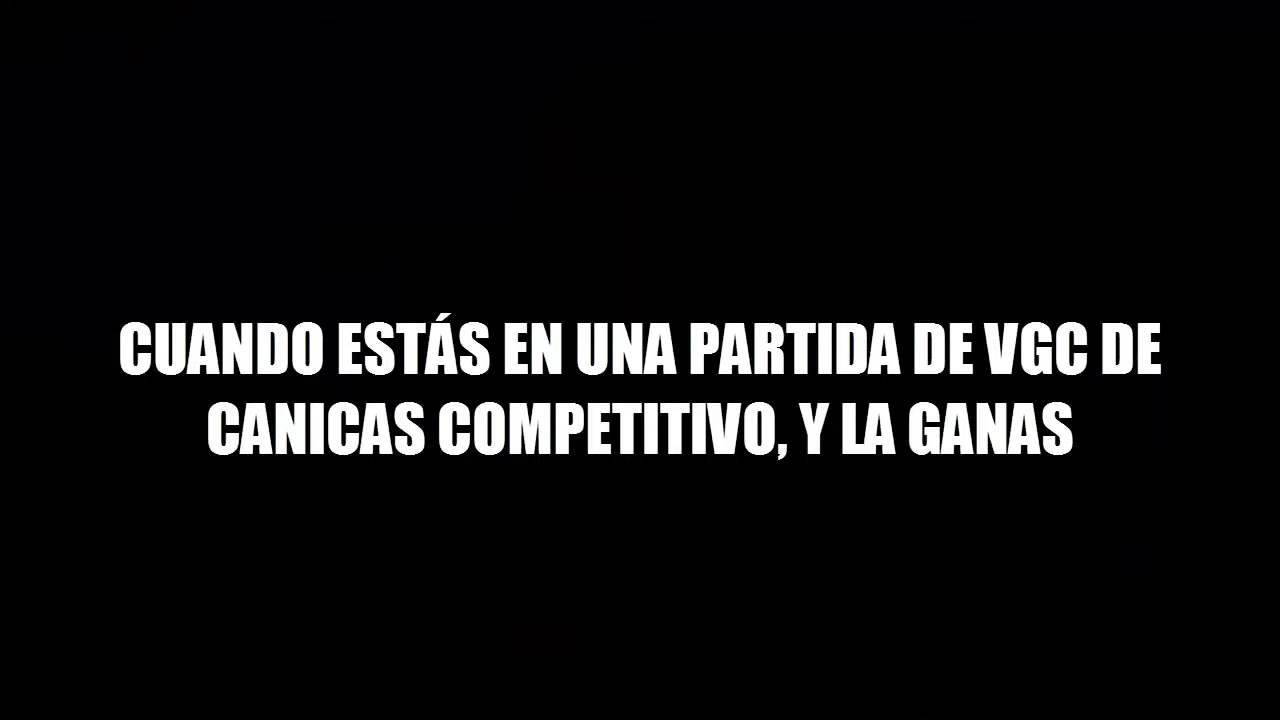 CUANDO ESTÁS EN UNA PARTIDA DE VGC DE
CANICAS COMPETITIVO, Y LA GANAS